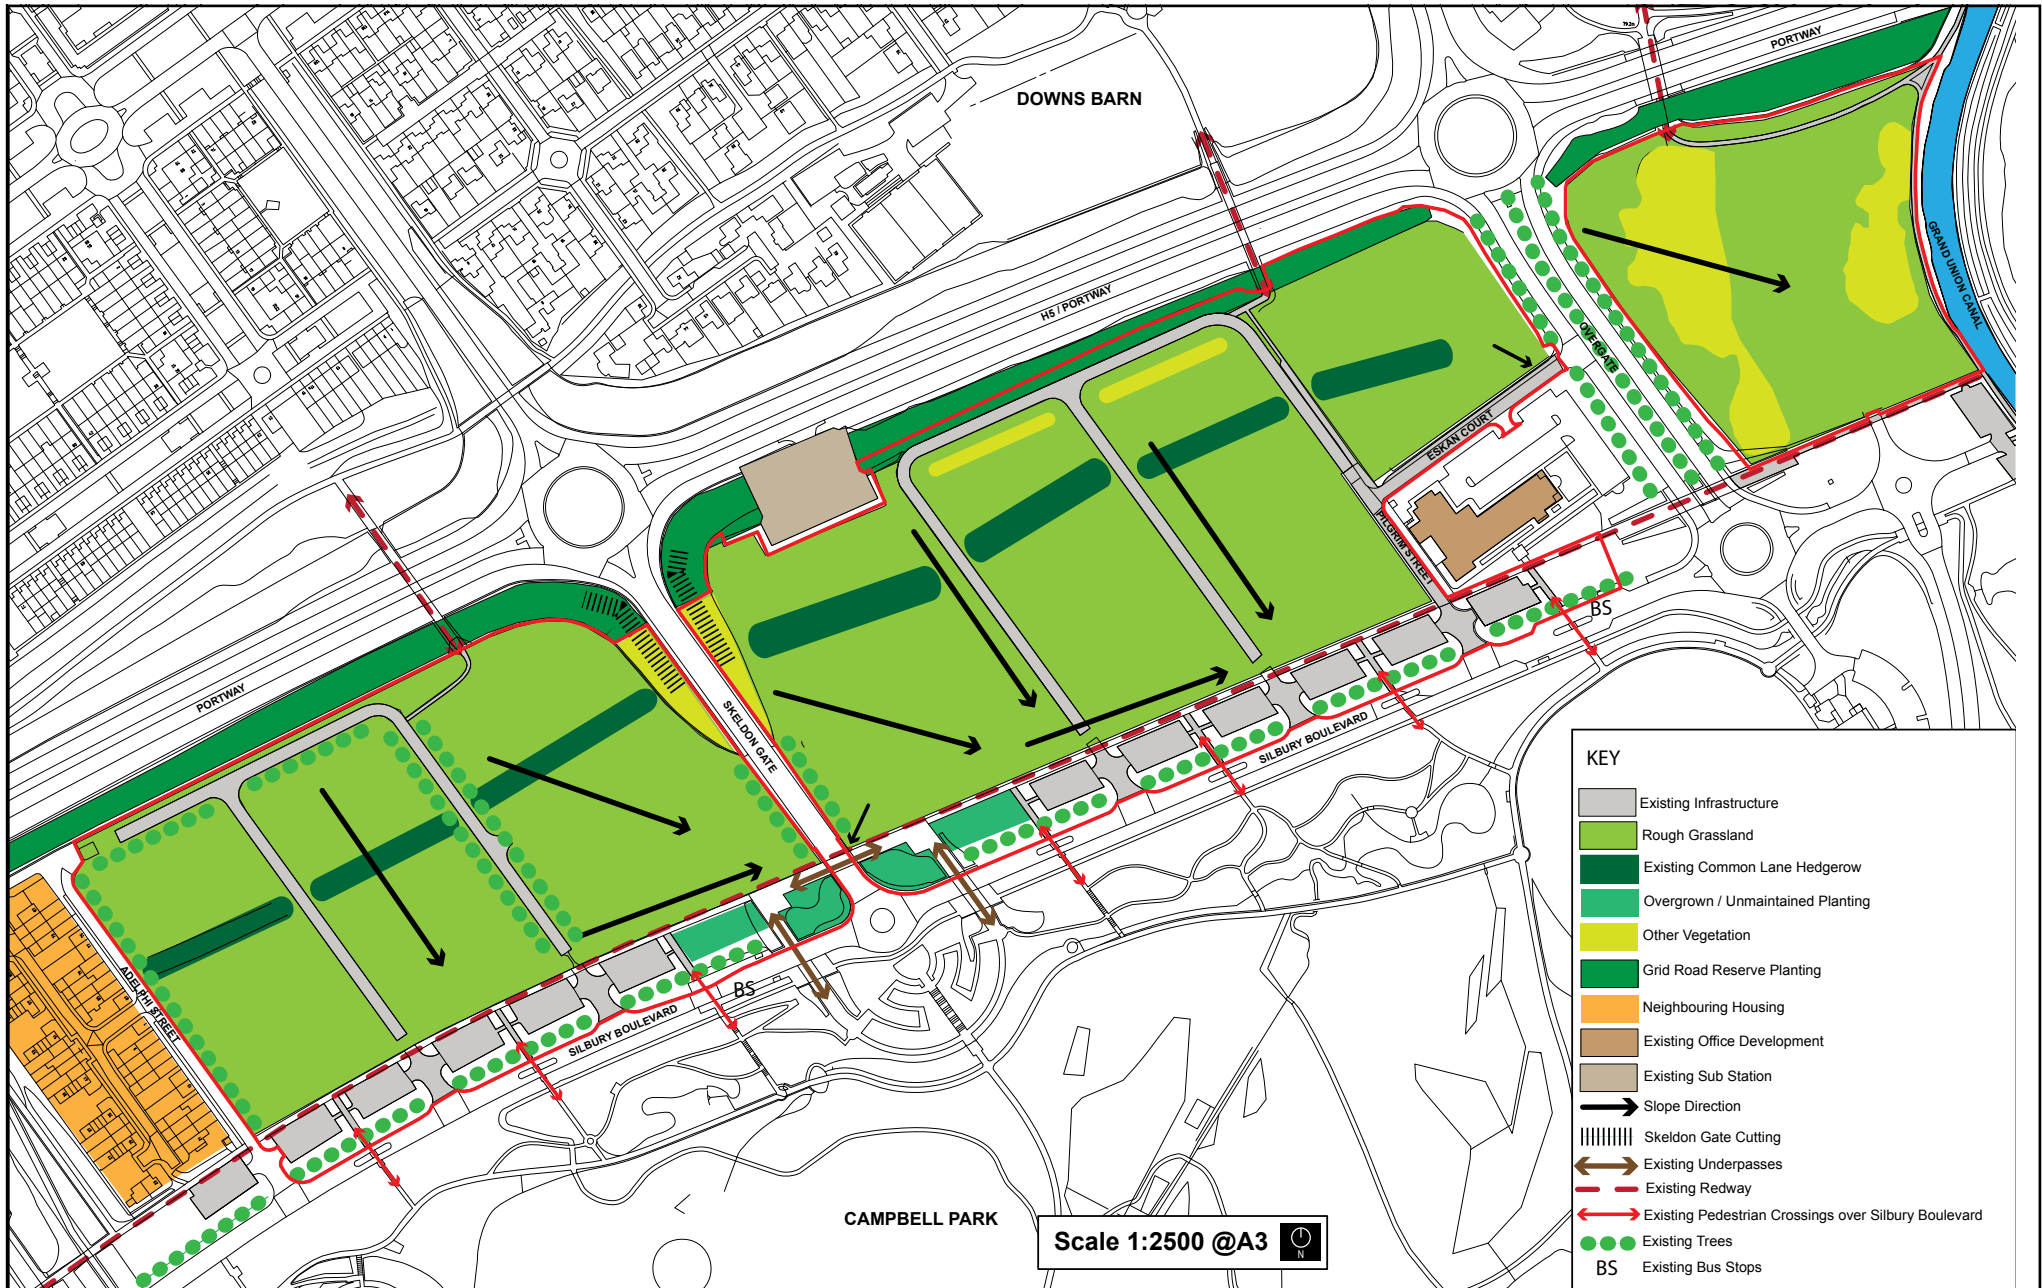 PORTWAY
DOWNS BARN
H5 / PORTWAY
OVERGATE
GRAND UNION CANAL
ESKAN COURT
PILGRIM STREET
BS
PORTWAY
SKELDON GATE
SILBURY BOULEVARD
ADELPHI STREET
BS
SILBURY BOULEVARD
CAMPBELL PARK
Scale 1:2500 @A3
N
KEY
Existing Infrastructure
Rough Grassland
Existing Common Lane Hedgerow
Overgrown / Unmaintained Planting
Other Vegetation
Grid Road Reserve Planting
Neighbouring Housing
Existing Office Development
Existing Sub Station
Slope Direction
Skeldon Gate Cutting
Existing Underpasses
Existing Redway
Existing Pedestrian Crossings over Silbury Boulevard
Existing Trees
BS Existing Bus Stops